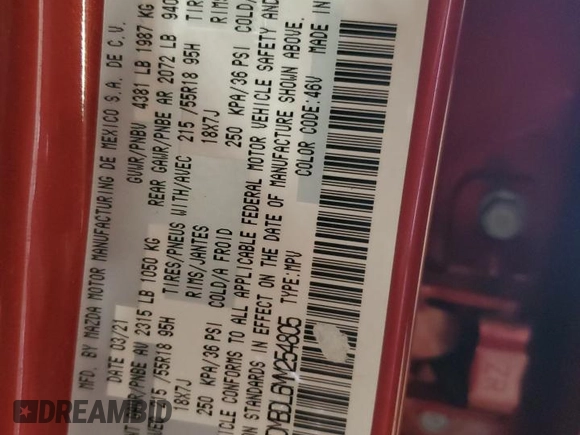 MFD. BY MAZDA MOTOR MANUFACTURING DE MEXICO S.A. DE C.V.
DATE 03/21 GVWR/PNBV 4381 LB 1987 KG
GAWR/PNBE AV 2315 LB 1050 KG REAR GAWR/PNBE AR 2072 LB 940
/55R18 95H TIRES/PNEUS WITH/AVEC 215 /55R18 95H TIRE
18X7J RIMS/JANTES 18X7J RIMS
250 KPA/36 PSI COLD/A FROID 250 KPA/36 PSI COLD/
CONFORMS TO ALL APPLICABLE FEDERAL MOTOR VEHICLE SAFETY AND
STANDARDS IN EFFECT ON THE DATE OF MANUFACTURE SHOWN ABOVE.
254805 TYPE:MPV COLOR CODE:46V MADE IN
DREAMBID